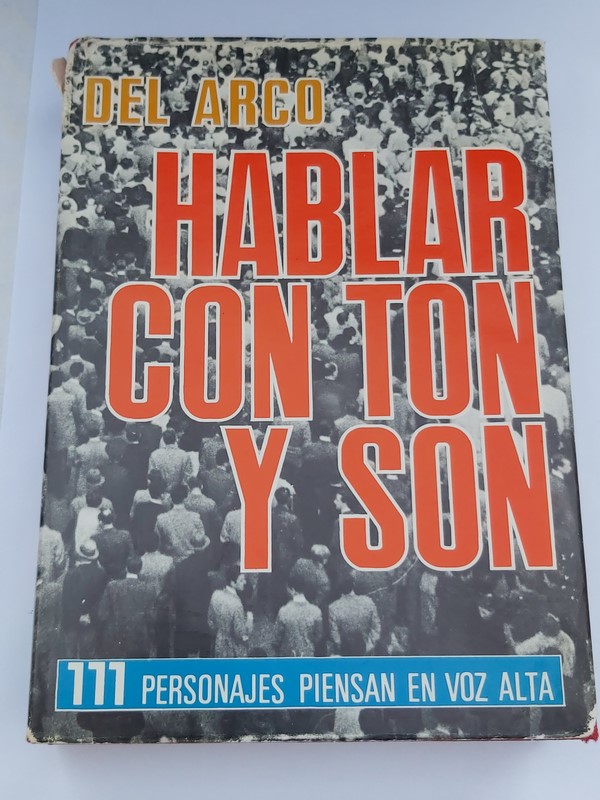 DEL ARCO
HABLAR
CON TON
Y SON
111 PERSONAJES PIENSAN EN VOZ ALTA